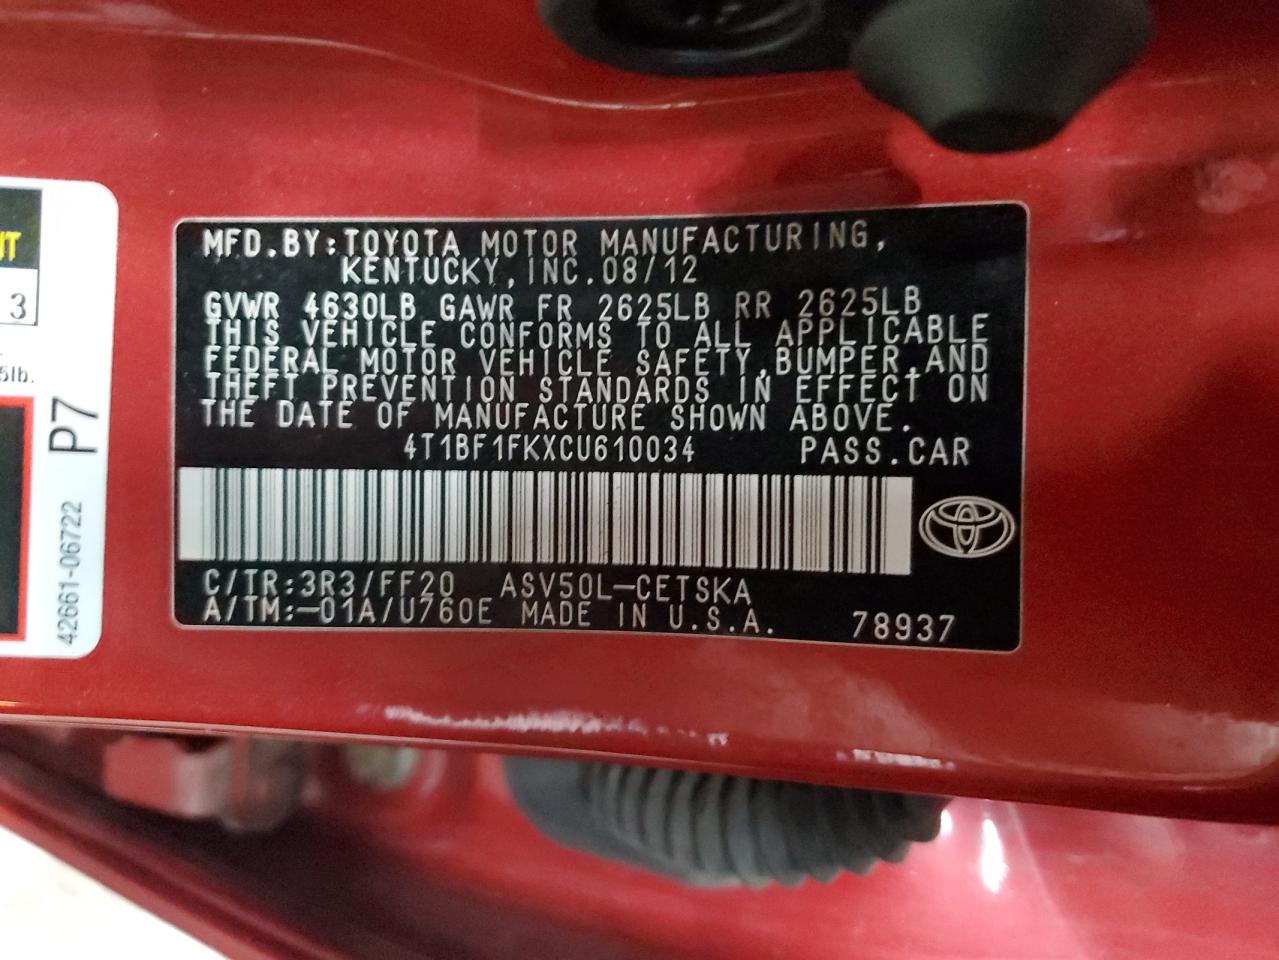 MFD.BY:TOYOTA MOTOR MANUFACTURING,
KENTUCKY,INC.08/12
GVWR 4630LB GAWR FR 2625LB RR 2625LB
THIS VEHICLE CONFORMS TO ALL APPLICABLE
FEDERAL MOTOR VEHICLE SAFETY,BUMPER,AND
THEFT PREVENTION STANDARDS IN EFFECT ON
THE DATE OF MANUFACTURE SHOWN ABOVE.
4T1BF1FKXCU610034 PASS.CAR
C/TR:3R3/FF20 ASV50L-CETSKA
A/TM:-01A/U760E MADE IN U.S.A. 78937
3
5lb.
P7
42661-06722